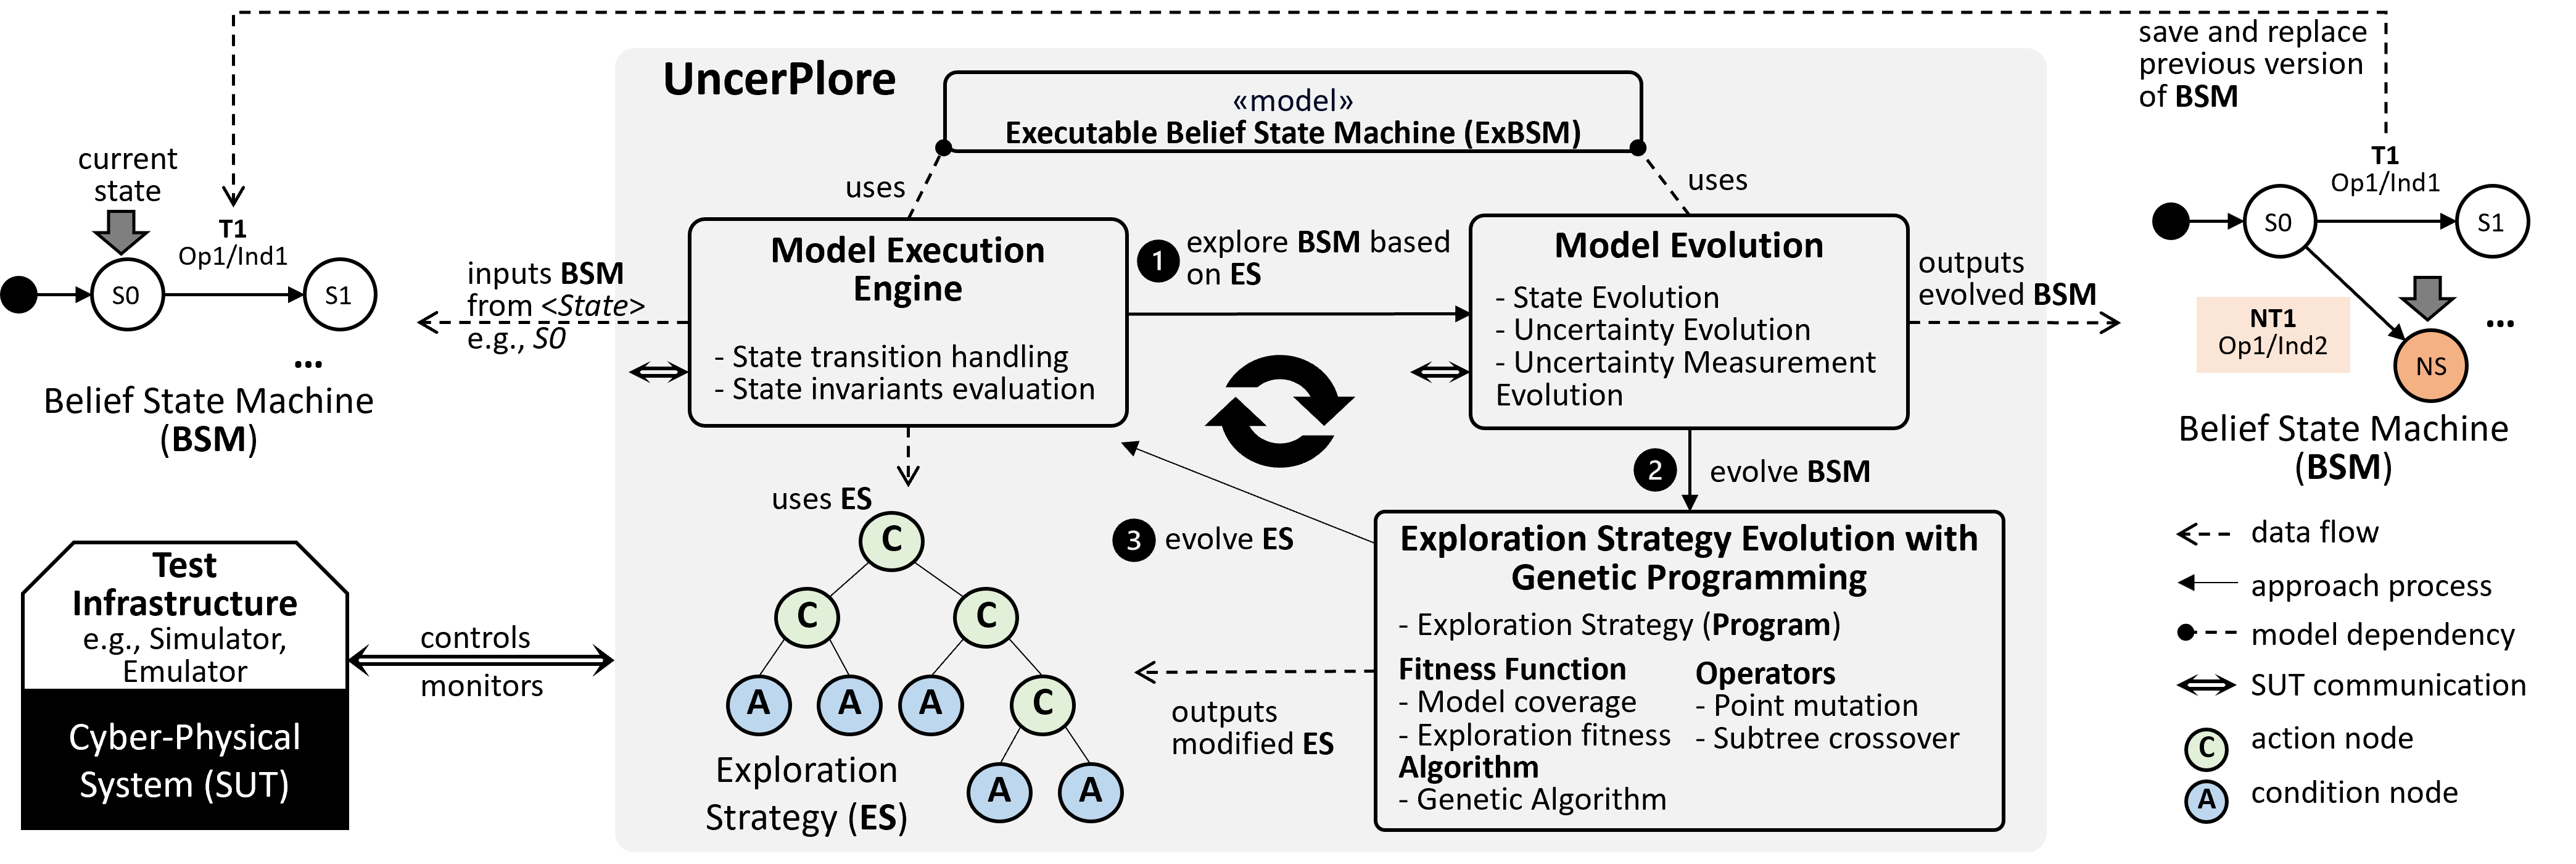 save and replace
previous version
of BSM
UncerPlore
«model»
Executable Belief State Machine (ExBSM)
current
state
uses
uses
T1
Op1/Ind1
S0
S1
...
Belief State Machine
(BSM)
inputs BSM
from <State>
e.g., S0
Model Execution
Engine
- State transition handling
- State invariants evaluation
1
explore BSM based
on ES
Model Evolution
- State Evolution
- Uncertainty Evolution
- Uncertainty Measurement
Evolution
outputs
evolved BSM
T1
Op1/Ind1
S0
S1
NT1
Op1/Ind2
NS
...
Belief State Machine
(BSM)
2
evolve BSM
3
evolve ES
uses ES
C
C
C
A
A
A
C
A
A
Exploration
Strategy (ES)
Test
Infrastructure
e.g., Simulator,
Emulator
Cyber-Physical
System (SUT)
controls
monitors
Exploration Strategy Evolution with
Genetic Programming
- Exploration Strategy (Program)
Fitness Function
- Model coverage
- Exploration fitness
Algorithm
- Genetic Algorithm
Operators
- Point mutation
- Subtree crossover
outputs
modified ES
data flow
approach process
model dependency
SUT communication
C action node
A condition node